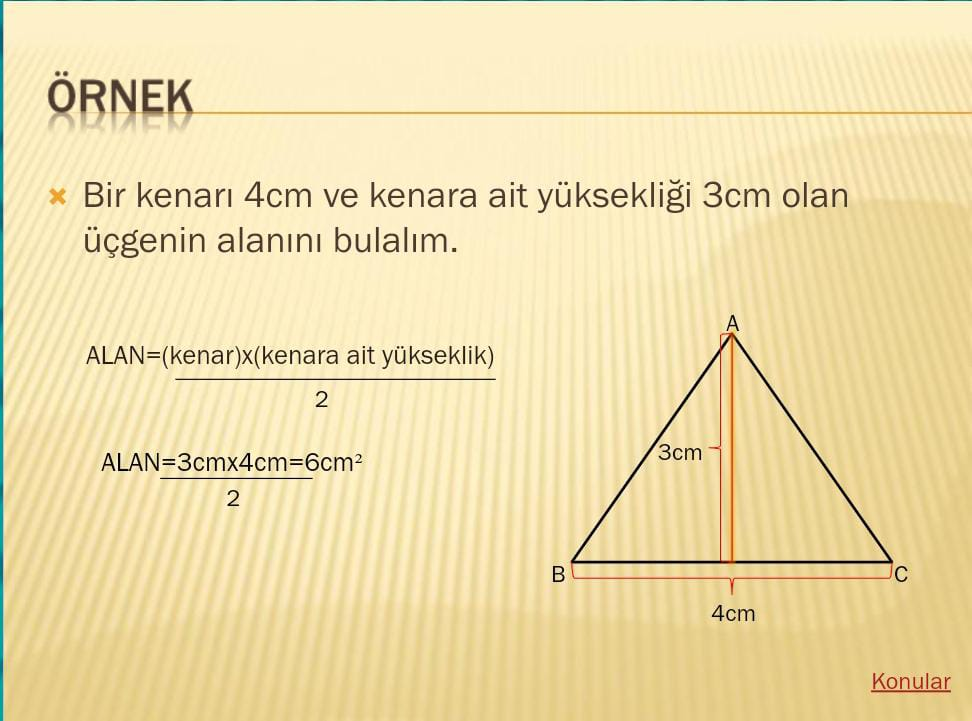 ÖRNEK
Bir kenarı 4cm ve kenara ait yüksekliği 3cm olan
üçgenin alanını bulalım.
ALAN=(kenar)x(kenara ait yükseklik)
2
ALAN=3cmx4cm=6cm²
2
A
3cm
B
C
4cm
Konular